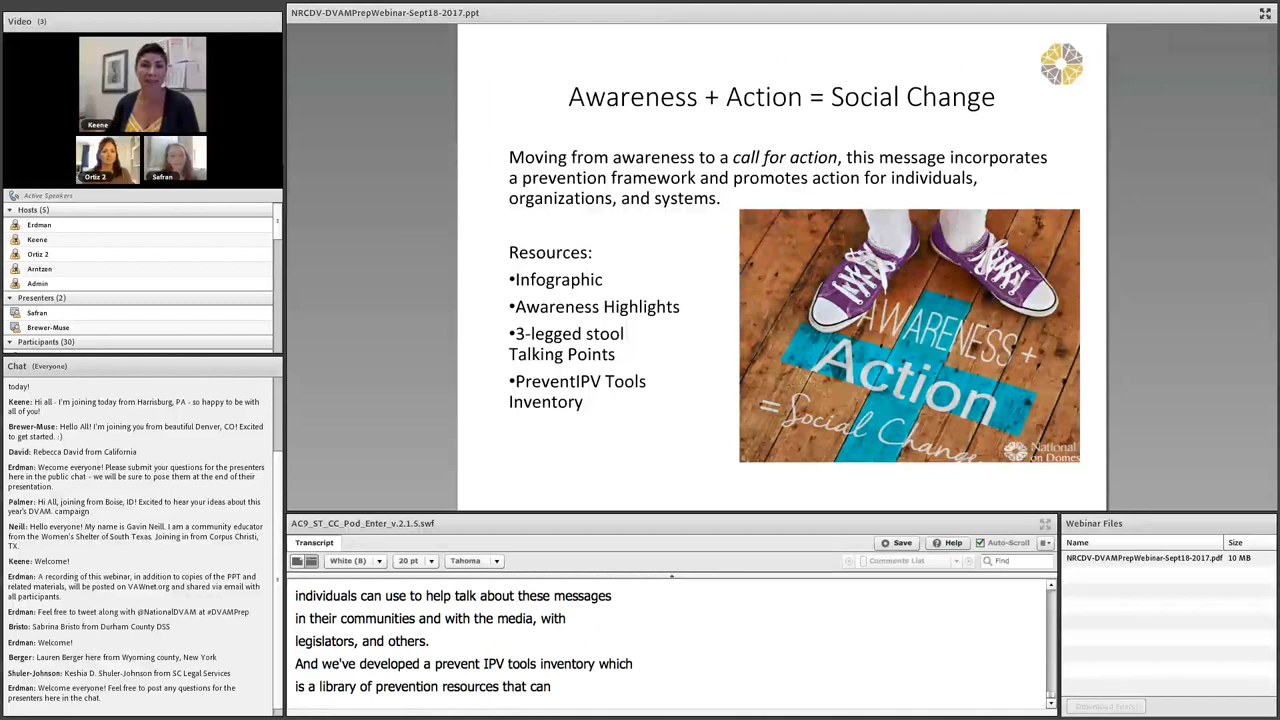 Video (3)
Keene
Ortiz 2
Safran
Active Speakers
Hosts (5)
Erdman
Keene
Ortiz 2
Arntzen
Admin
Presenters (2)
Safran
Brewer-Muse
Participants (30)
Chat (Everyone)
today!
Keene: Hi all - I'm joining today from Harrisburg, PA - so happy to be with
all of you!
Brewer-Muse: Hello All! I'm joining you from beautiful Denver, CO! Excited
to get started. :)
David: Rebecca David from California
Erdman: Wecome everyone! Please submit your questions for the presenters
here in the public chat - we will be sure to pose them at the end of their
presentation.
Palmer: Hi All, joining from Boise, ID! Excited to hear your ideas about this
year's DVAM. campaign
Neill: Hello everyone! My name is Gavin Neill. I am a community educator
from the Women's Shelter of South Texas. Joining in from Corpus Christi,
TX.
Keene: Welcome!
Erdman: A recording of this webinar, in addition to copies of the PPT and
related materials, will be posted on VAWnet.org and shared via email with
all participants.
Erdman: Feel free to tweet along with @NationalDVAM at #DVAMPrep
Bristo: Sabrina Bristo from Durham County DSS
Erdman: Welcome!
Berger: Lauren Berger here from Wyoming county, New York
Shuler-Johnson: Keshia D. Shuler-Johnson from SC Legal Services
Erdman: Welcome everyone! Feel free to post any questions for the
presenters here in the chat.
NRCDV-DVAMPrepWebinar-Sept18-2017.ppt
Awareness + Action = Social Change
Moving from awareness to a call for action, this message incorporates
a prevention framework and promotes action for individuals,
organizations, and systems.
Resources:
•Infographic
•Awareness Highlights
•3-legged stool
Talking Points
•PreventIPV Tools
Inventory
AWARENESS +
Action
= Social Change
National
on Domes
AC9_ST_CC_Pod_Enter_v.2.1.5.swf
Transcript
Save
Help
Auto-Scroll
White (B)
20 pt
Tahoma
Comments List
Find
individuals can use to help talk about these messages
in their communities and with the media, with
legislators, and others.
And we've developed a prevent IPV tools inventory which
is a library of prevention resources that can
Webinar Files
Name Size
NRCDV-DVAMPrepWebinar-Sept18-2017.pdf 10 MB
Download File(s)